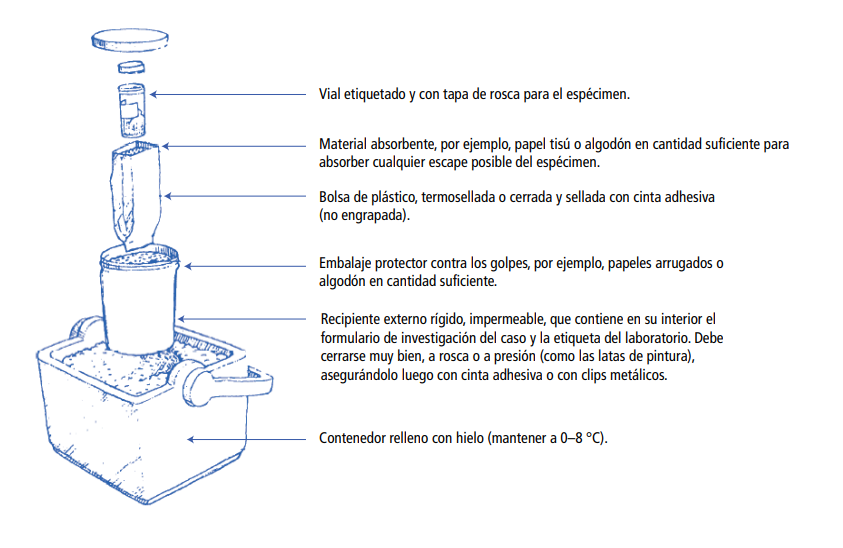 Vial etiquetado y con tapa de rosca para el espécimen.
Material absorbente, por ejemplo, papel tisú o algodón en cantidad suficiente para
absorber cualquier escape posible del espécimen.
Bolsa de plástico, termosellada o cerrada y sellada con cinta adhesiva
(no engrapada).
Embalaje protector contra los golpes, por ejemplo, papeles arrugados o
algodón en cantidad suficiente.
Recipiente externo rígido, impermeable, que contiene en su interior el
formulario de investigación del caso y la etiqueta del laboratorio. Debe
cerrarse muy bien, a rosca o a presión (como las latas de pintura),
asegurándolo luego con cinta adhesiva o con clips metálicos.
Contenedor relleno con hielo (mantener a 0–8 °C).